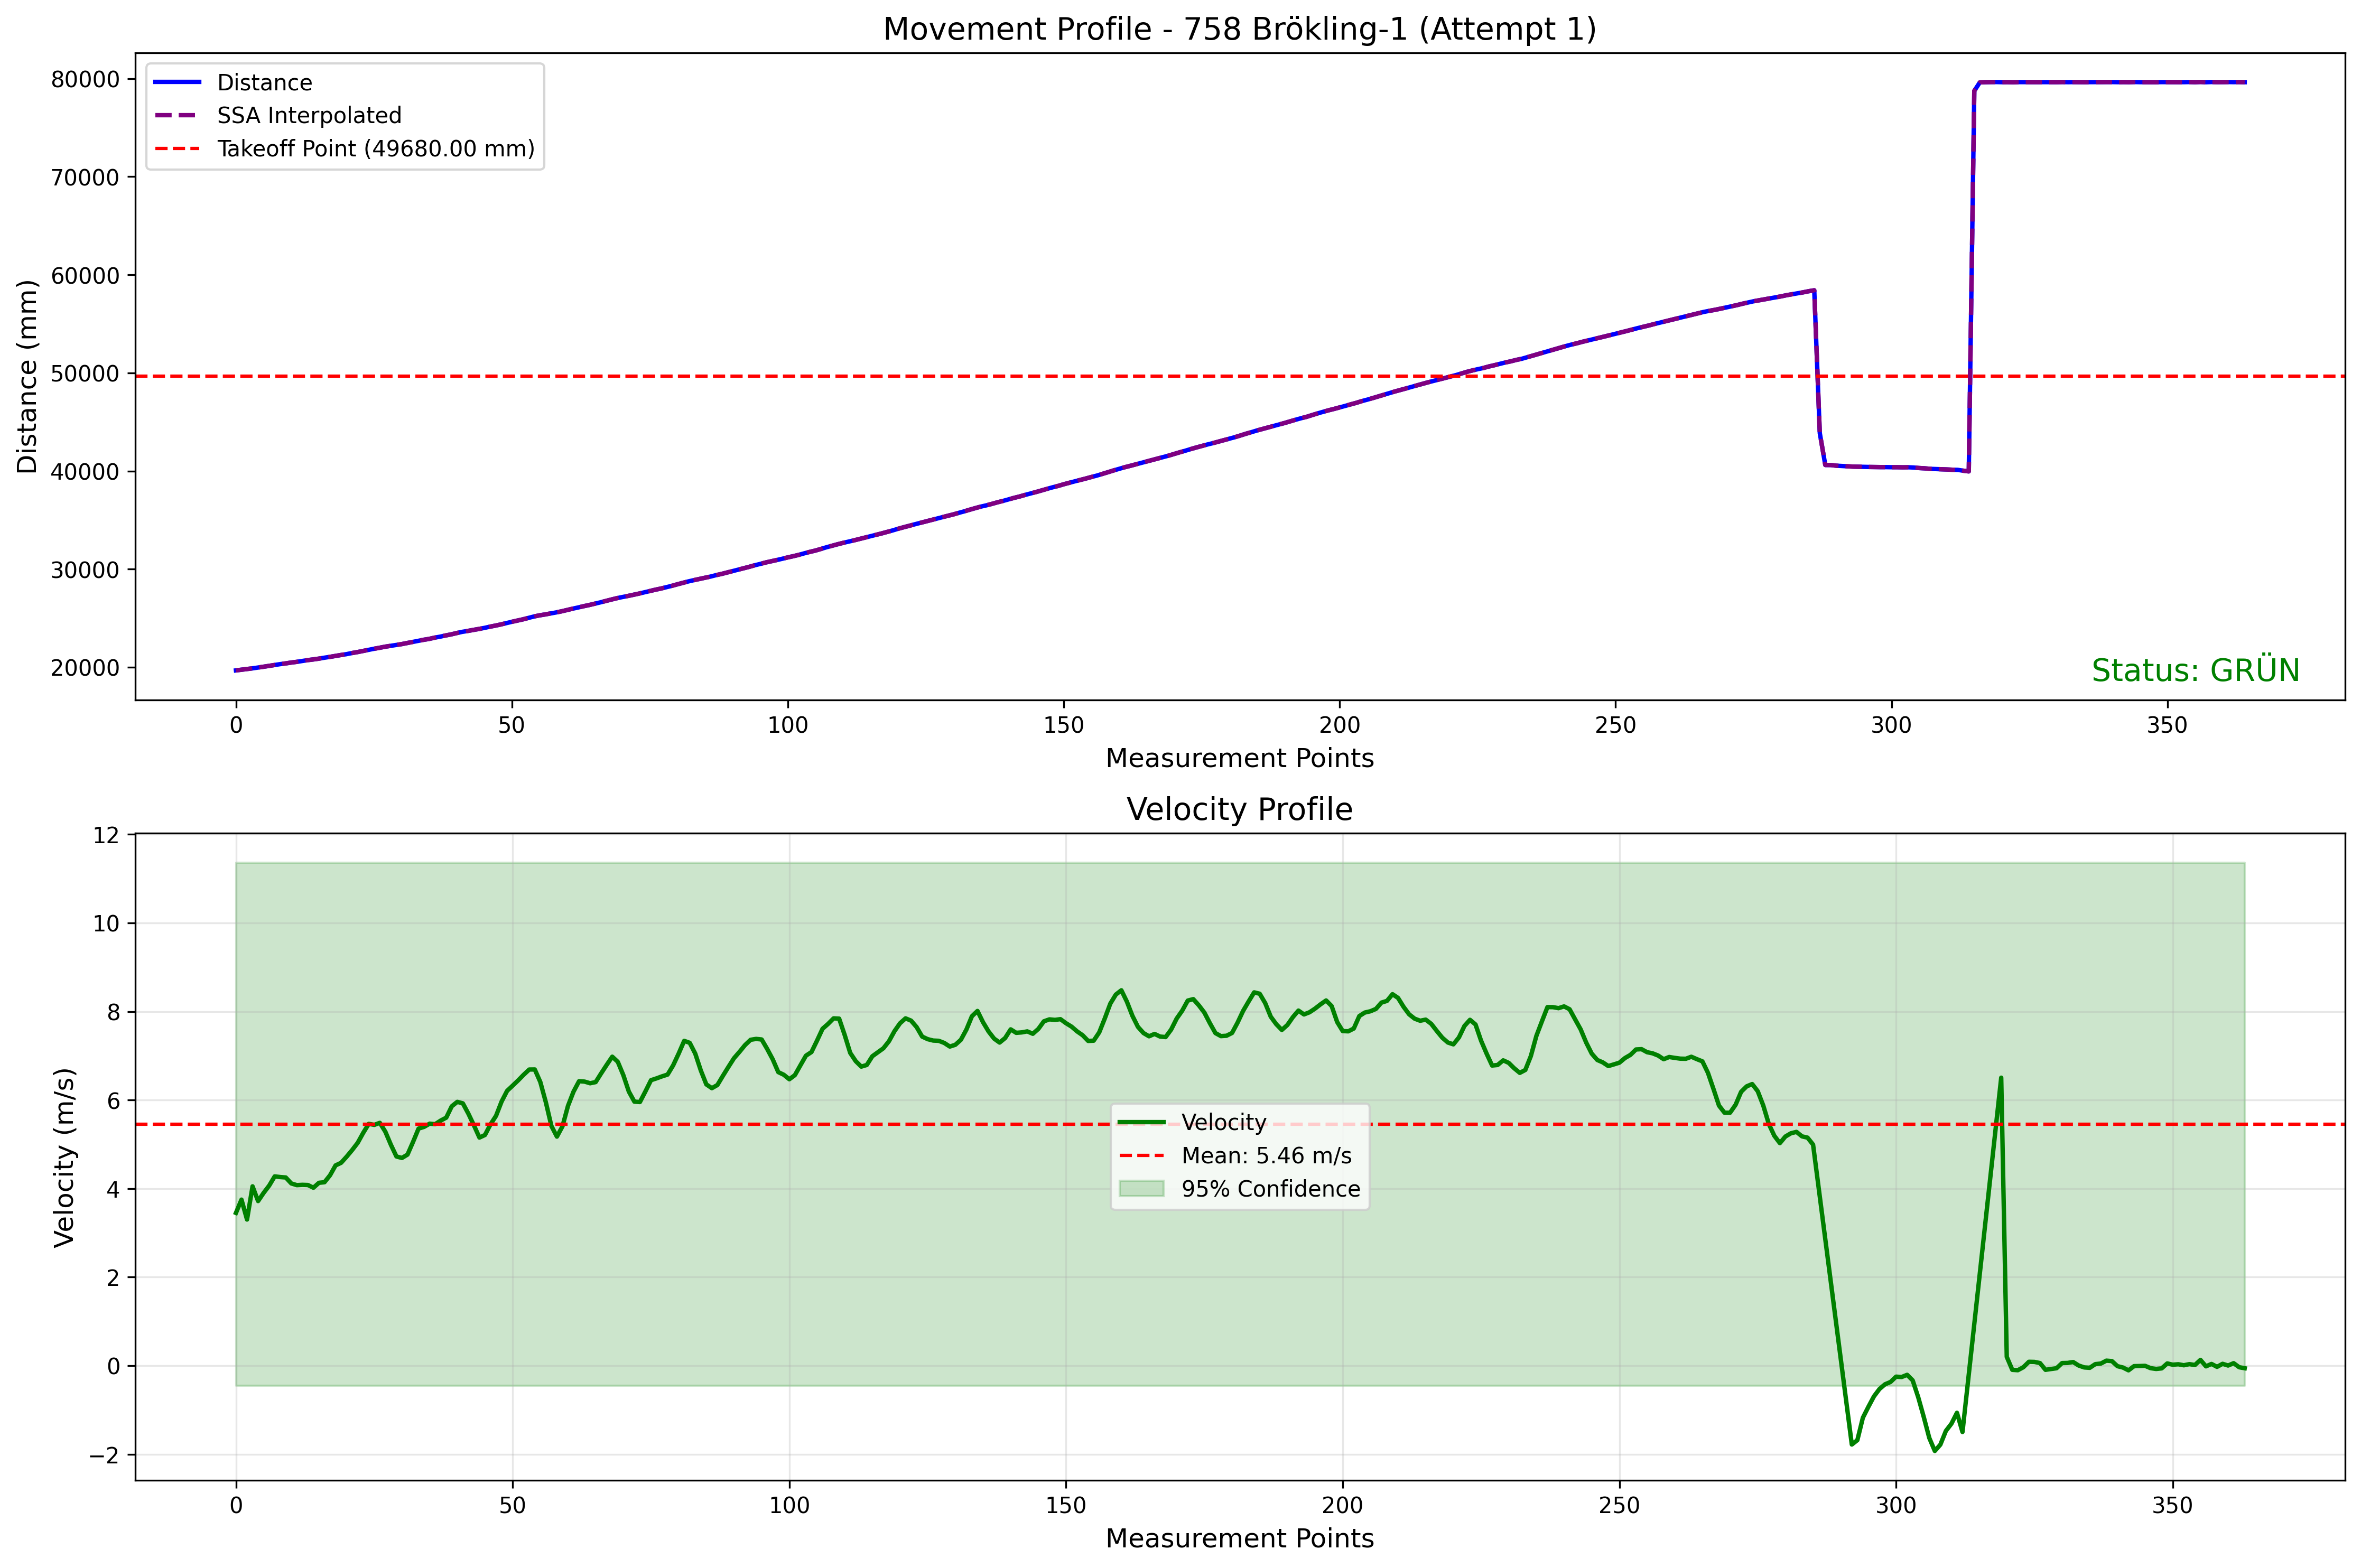 Movement Profile - 758 Brökling-1 (Attempt 1)
Distance
SSA Interpolated
Takeoff Point (49680.00 mm)
Distance (mm)
80000
70000
60000
50000
40000
30000
20000
Status: GRÜN
0 50 100 150 200 250 300 350
Measurement Points
Velocity Profile
Velocity (m/s)
12
10
8
6
4
2
0
−2
Velocity
Mean: 5.46 m/s
95% Confidence
0 50 100 150 200 250 300 350
Measurement Points